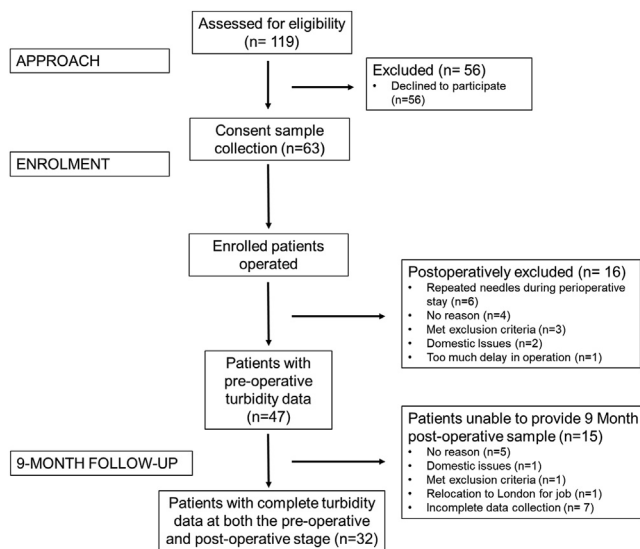 Assessed for eligibility
(n= 119)
APPROACH
Excluded (n= 56)
• Declined to participate
(n=56)
Consent sample
collection (n=63)
ENROLMENT
Enrolled patients
operated
Postoperatively excluded (n= 16)
• Repeated needles during perioperative
stay (n=6)
• No reason (n=4)
• Met exclusion criteria (n=3)
• Domestic Issues (n=2)
• Too much delay in operation (n=1)
Patients with
pre-operative
turbidity data
(n=47)
Patients unable to provide 9 Month
post-operative sample (n=15)
• No reason (n=5)
• Domestic issues (n=1)
• Met exclusion criteria (n=1)
• Relocation to London for job (n=1)
• Incomplete data collection (n= 7)
9-MONTH FOLLOW-UP
Patients with complete turbidity
data at both the pre-operative
and post-operative stage (n=32)